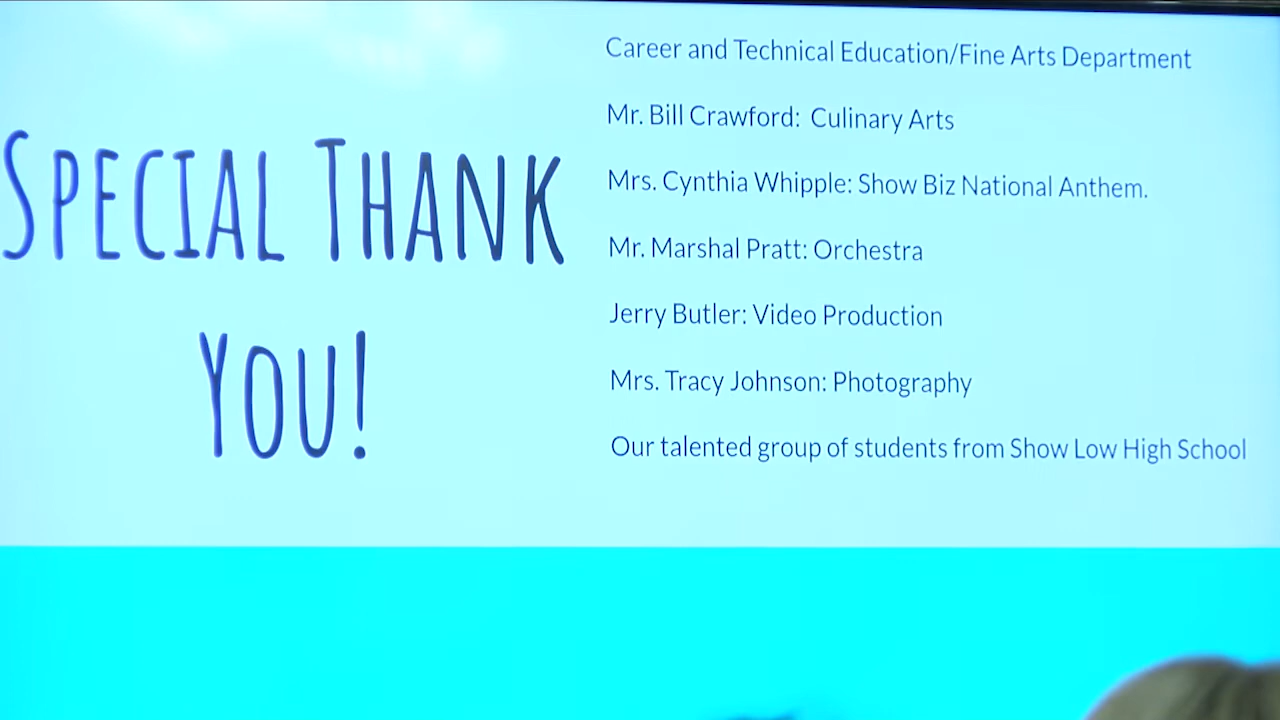 SPECIAL THANK
YOU!
Career and Technical Education/Fine Arts Department
Mr. Bill Crawford: Culinary Arts
Mrs. Cynthia Whipple: Show Biz National Anthem.
Mr. Marshal Pratt: Orchestra
Jerry Butler: Video Production
Mrs. Tracy Johnson: Photography
Our talented group of students from Show Low High School